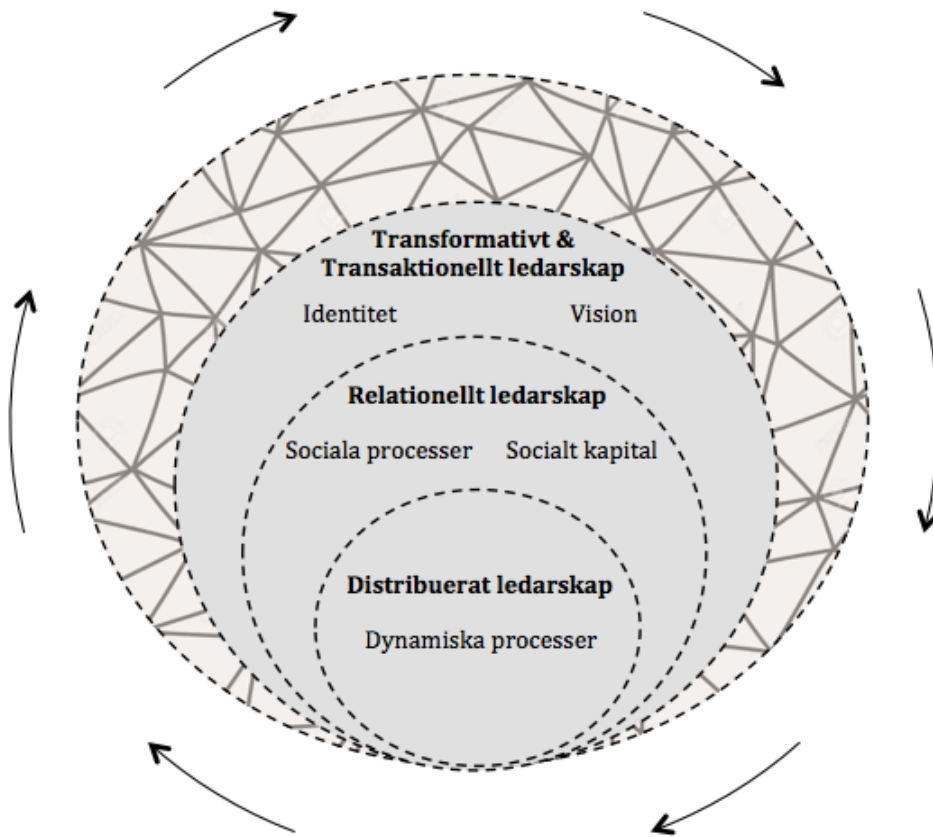 Transformativt &
Transaktionellt ledarskap
Identitet Vision
Relationellt ledarskap
Sociala processer Socialt kapital
Distribuerat ledarskap
Dynamiska processer